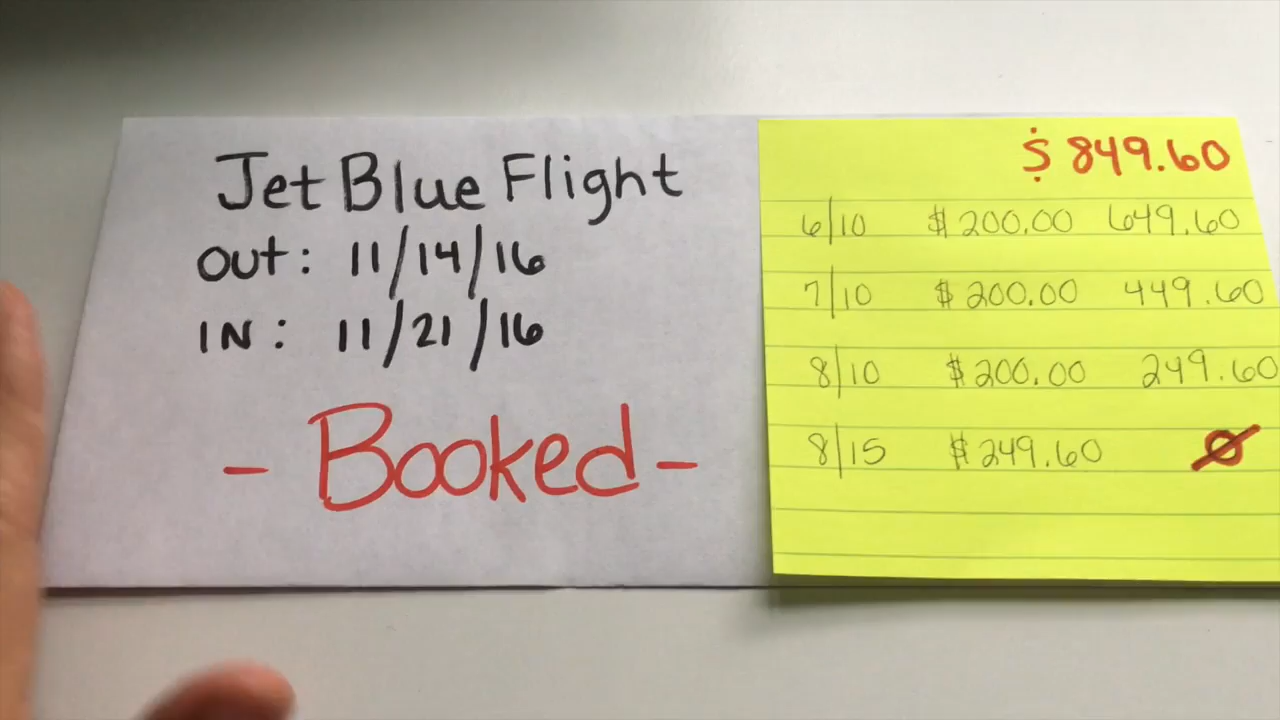 Jet Blue Flight
OUT: 11/14/16
IN: 11/21/16
- Booked -
$849.60
6/10 $200.00 649.60
7/10 $200.00 449.60
8/10 $200.00 249.60
8/15 $249.60 Ø